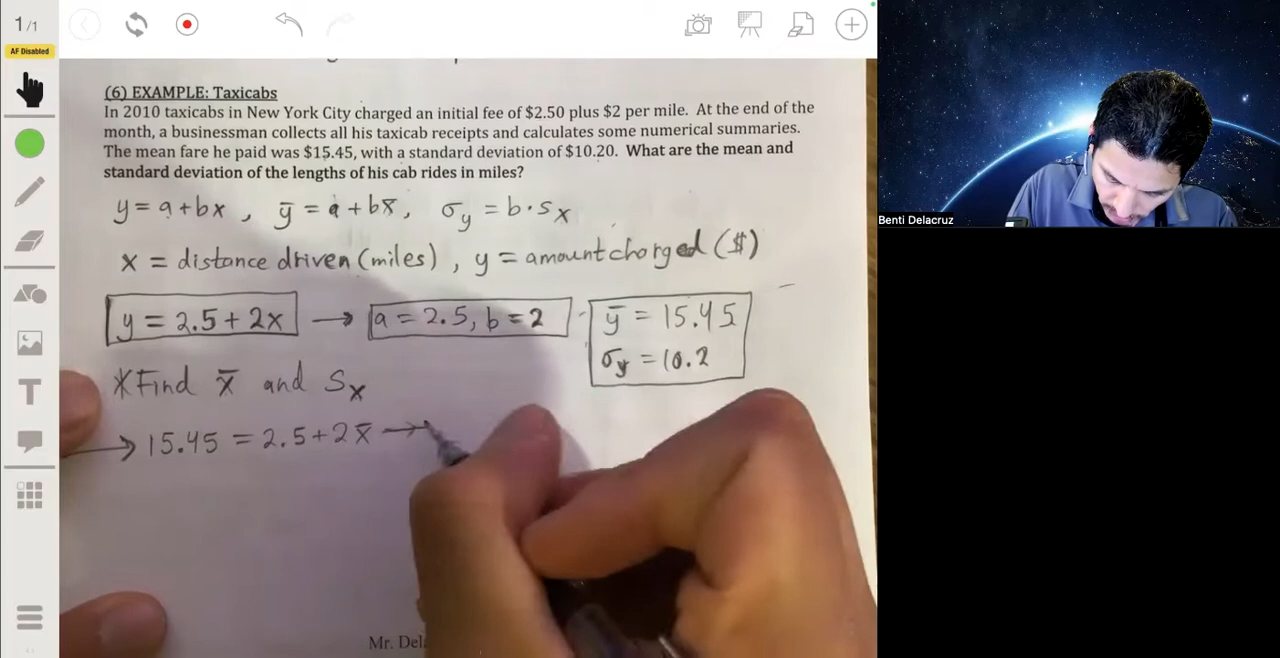 1/1
AF Disabled
(6) EXAMPLE: Taxicabs
In 2010 taxicabs in New York City charged an initial fee of $2.50 plus $2 per mile. At the end of the
month, a businessman collects all his taxicab receipts and calculates some numerical summaries.
The mean fare he paid was $15.45, with a standard deviation of $10.20. What are the mean and
standard deviation of the lengths of his cab rides in miles?
y = a + bx , ȳ = a + bx̄, σy = b · sx
x = distance driven (miles) , y = amount charged ($)
y = 2.5 + 2x → a = 2.5, b = 2
ȳ = 15.45
σy = 10.2
*Find x̄ and Sx
→ 15.45 = 2.5 + 2x̄ →
Mr. Del
Benti Delacruz
T